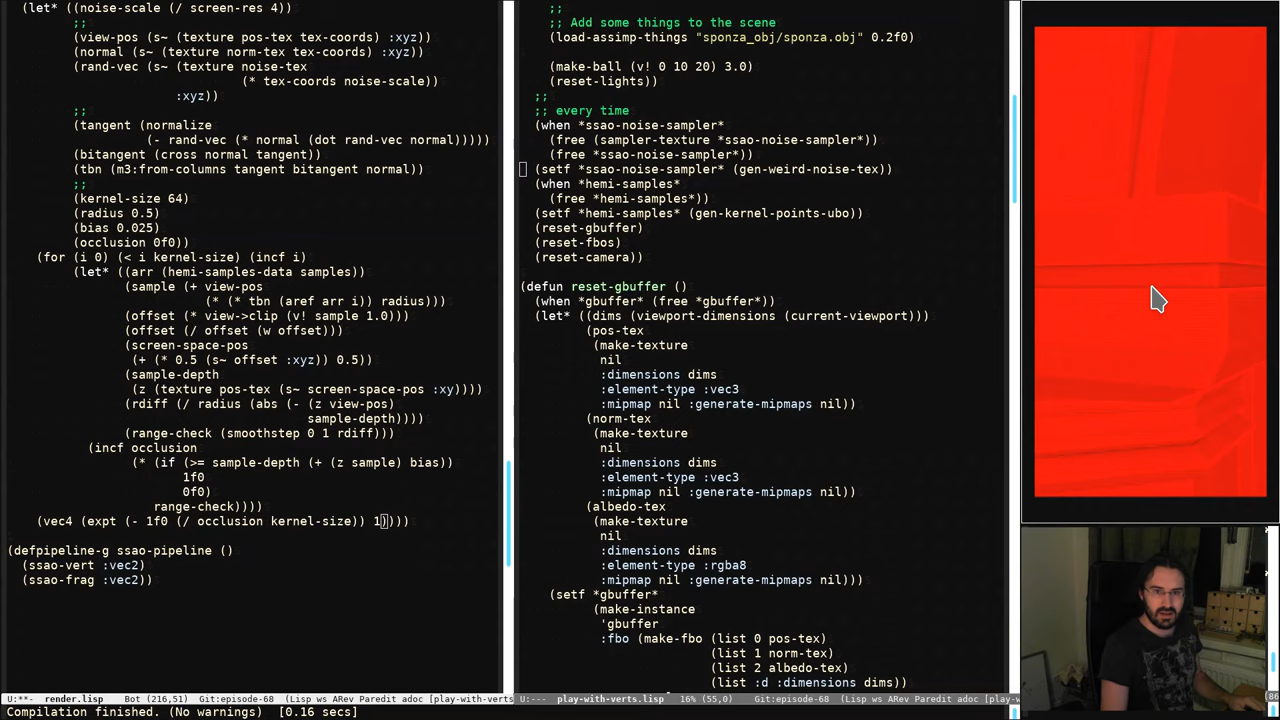 (let* ((noise-scale (/ screen-res 4))
;;
(view-pos (s~ (texture pos-tex tex-coords) :xyz))
(normal (s~ (texture norm-tex tex-coords) :xyz))
(rand-vec (s~ (texture noise-tex
(* tex-coords noise-scale))
:xyz))
;;
(tangent (normalize
(- rand-vec (* normal (dot rand-vec normal)))))
(bitangent (cross normal tangent))
(tbn (m3:from-columns tangent bitangent normal))
;;
(kernel-size 64)
(radius 0.5)
(bias 0.025)
(occlusion 0f0))
(for (i 0) (< i kernel-size) (incf i)
(let* ((arr (hemi-samples-data samples))
(sample (+ view-pos
(* (* tbn (aref arr i)) radius)))
(offset (* view->clip (v! sample 1.0)))
(offset (/ offset (w offset)))
(screen-space-pos
(+ (* 0.5 (s~ offset :xyz)) 0.5))
(sample-depth
(z (texture pos-tex (s~ screen-space-pos :xy))))
(rdiff (/ radius (abs (- (z view-pos)
sample-depth))))
(range-check (smoothstep 0 1 rdiff)))
(incf occlusion
(* (if (>= sample-depth (+ (z sample) bias))
1f0
0f0)
range-check))))
(vec4 (expt (- 1f0 (/ occlusion kernel-size)) 1))))
(defpipeline-g ssao-pipeline ()
(ssao-vert :vec2)
(ssao-frag :vec2))
U:**-  render.lisp     Bot (216,51)   Git:episode-68  (Lisp ws ARev Paredit adoc [play-with-verts
Compilation finished. (No warnings)  [0.16 secs]
;;
;; Add some things to the scene
(load-assimp-things "sponza_obj/sponza.obj" 0.2f0)
(make-ball (v! 0 10 20) 3.0)
(reset-lights))
;;
;; every time
(when *ssao-noise-sampler*
(free (sampler-texture *ssao-noise-sampler*))
(free *ssao-noise-sampler*))
(setf *ssao-noise-sampler* (gen-weird-noise-tex))
(when *hemi-samples*
(free *hemi-samples*))
(setf *hemi-samples* (gen-kernel-points-ubo))
(reset-gbuffer)
(reset-fbos)
(reset-camera))
(defun reset-gbuffer ()
(when *gbuffer* (free *gbuffer*))
(let* ((dims (viewport-dimensions (current-viewport)))
(pos-tex
(make-texture
nil
:dimensions dims
:element-type :vec3
:mipmap nil :generate-mipmaps nil))
(norm-tex
(make-texture
nil
:dimensions dims
:element-type :vec3
:mipmap nil :generate-mipmaps nil))
(albedo-tex
(make-texture
nil
:dimensions dims
:element-type :rgba8
:mipmap nil :generate-mipmaps nil)))
(setf *gbuffer*
(make-instance
'gbuffer
:fbo (make-fbo (list 0 pos-tex)
(list 1 norm-tex)
(list 2 albedo-tex)
(list :d :dimensions dims))
U:---  play-with-verts.lisp   16% (55,0)     Git:episode-68  (Lisp ws ARev Paredit adoc [play-w
(86